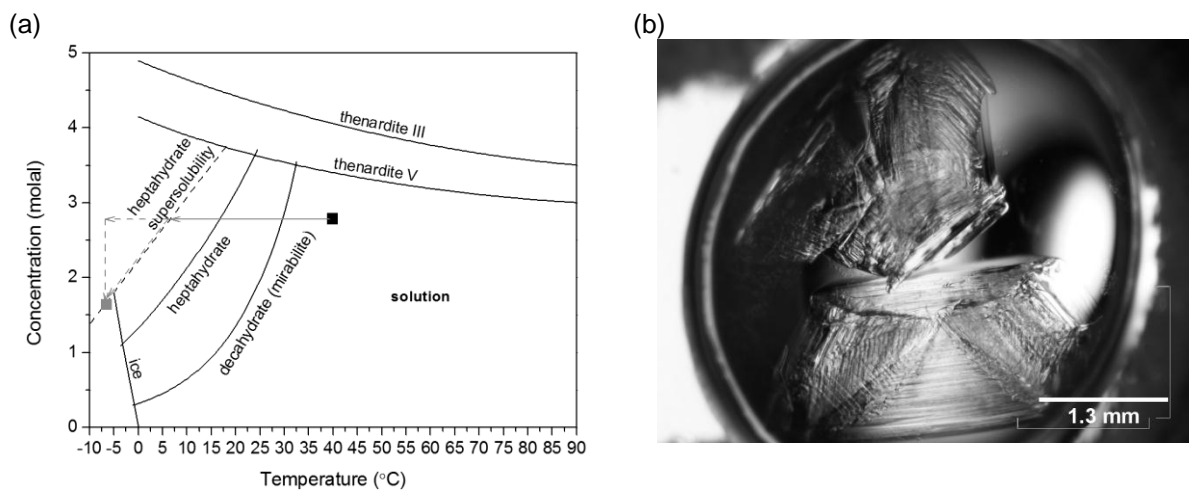 (a)
(b)
5
4
3
2
1
0
-10
-5
0
5
10
15
20
25
30
35
40
45
50
55
60
65
70
75
80
85
90
Concentration (molal)
Temperature (°C)
thenardite III
thenardite V
heptahydrate
supersolubility
heptahydrate
decahydrate (mirabilite)
ice
solution
1.3 mm